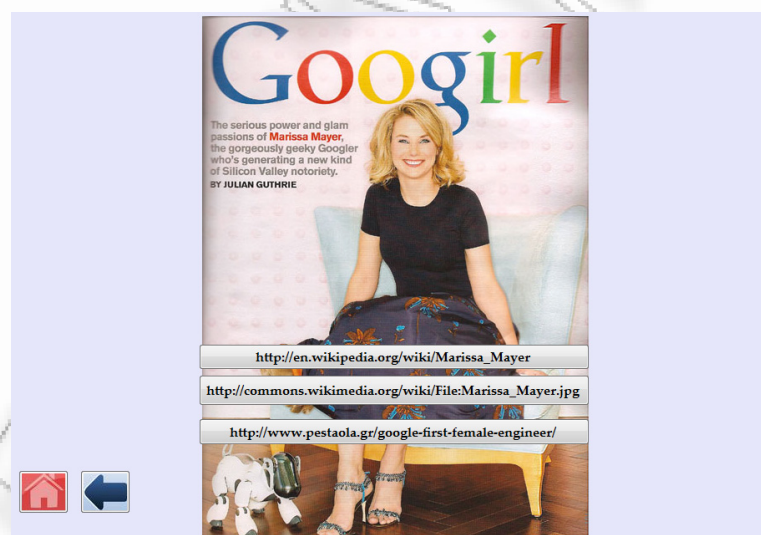 Googirl
The serious power and glam
passions of Marissa Mayer,
the gorgeously geeky Googler
who's generating a new kind
of Silicon Valley notoriety.
BY JULIAN GUTHRIE
http://en.wikipedia.org/wiki/Marissa_Mayer
http://commons.wikimedia.org/wiki/File:Marissa_Mayer.jpg
http://www.pestaola.gr/google-first-female-engineer/